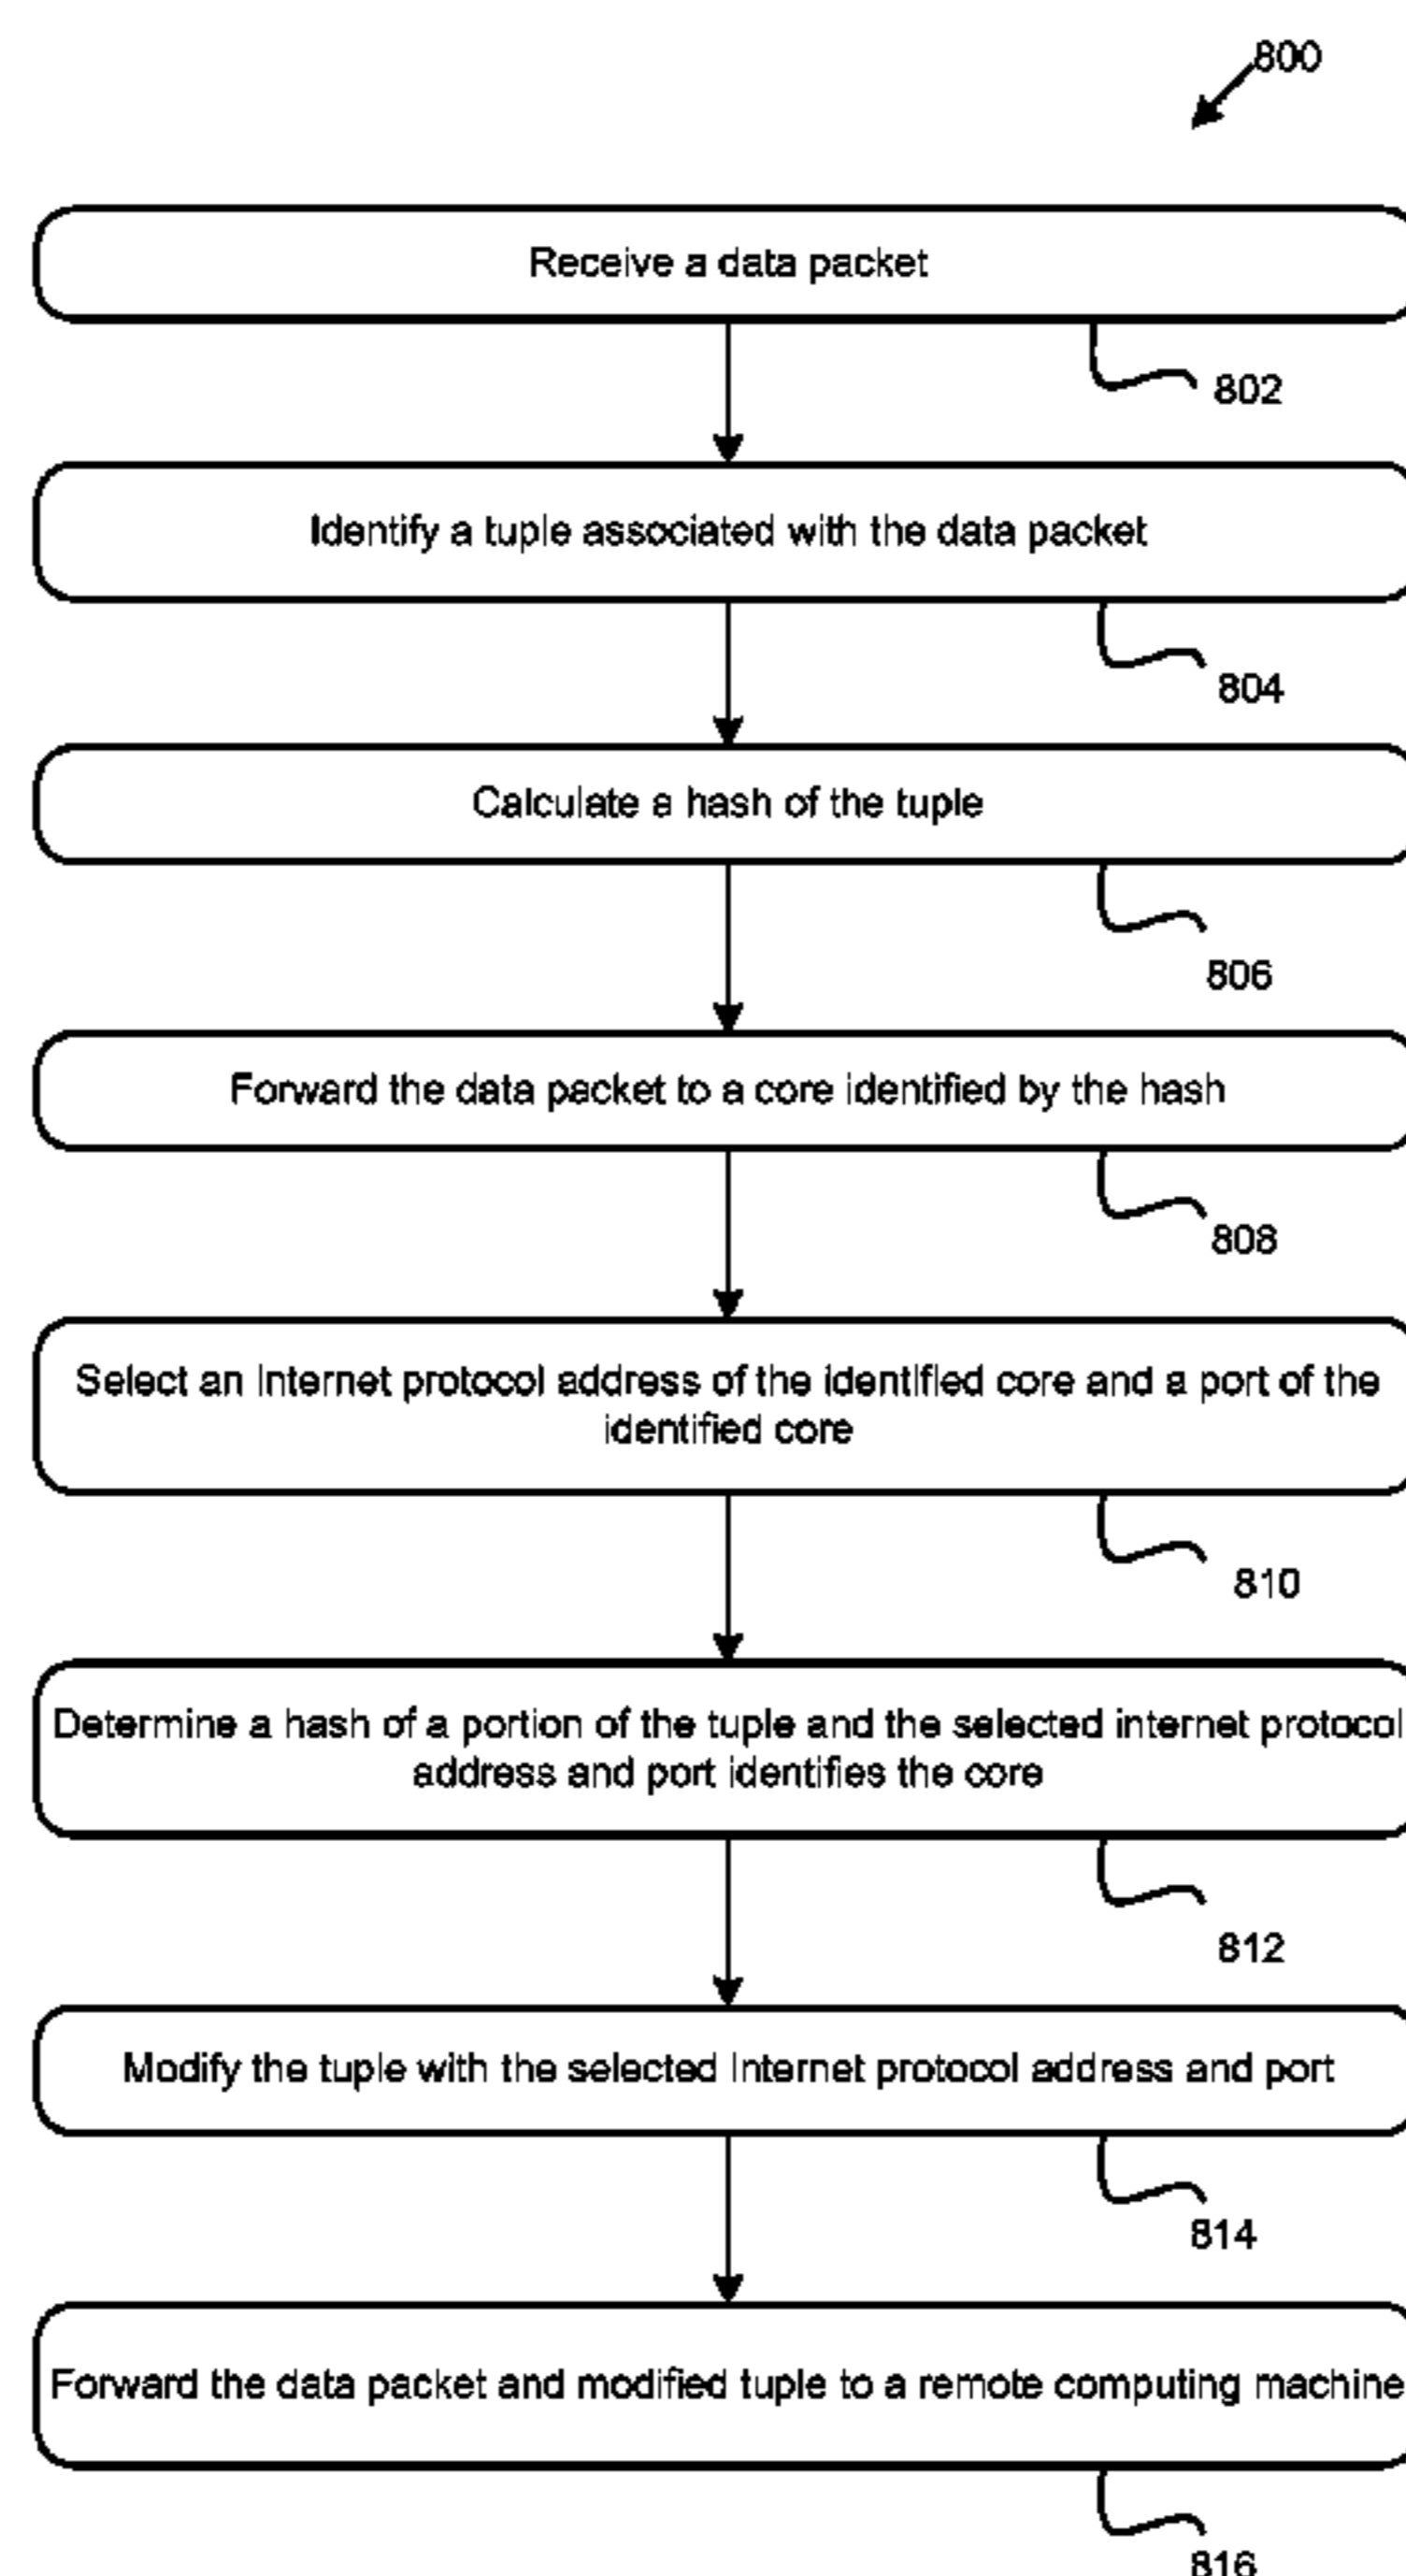 800
Receive a data packet
802
Identify a tuple associated with the data packet
804
Calculate a hash of the tuple
806
Forward the data packet to a core identified by the hash
808
Select an Internet protocol address of the identified core and a port of the
identified core
810
Determine a hash of a portion of the tuple and the selected internet protocol
address and port identifies the core
812
Modify the tuple with the selected Internet protocol address and port
814
Forward the data packet and modified tuple to a remote computing machine
816